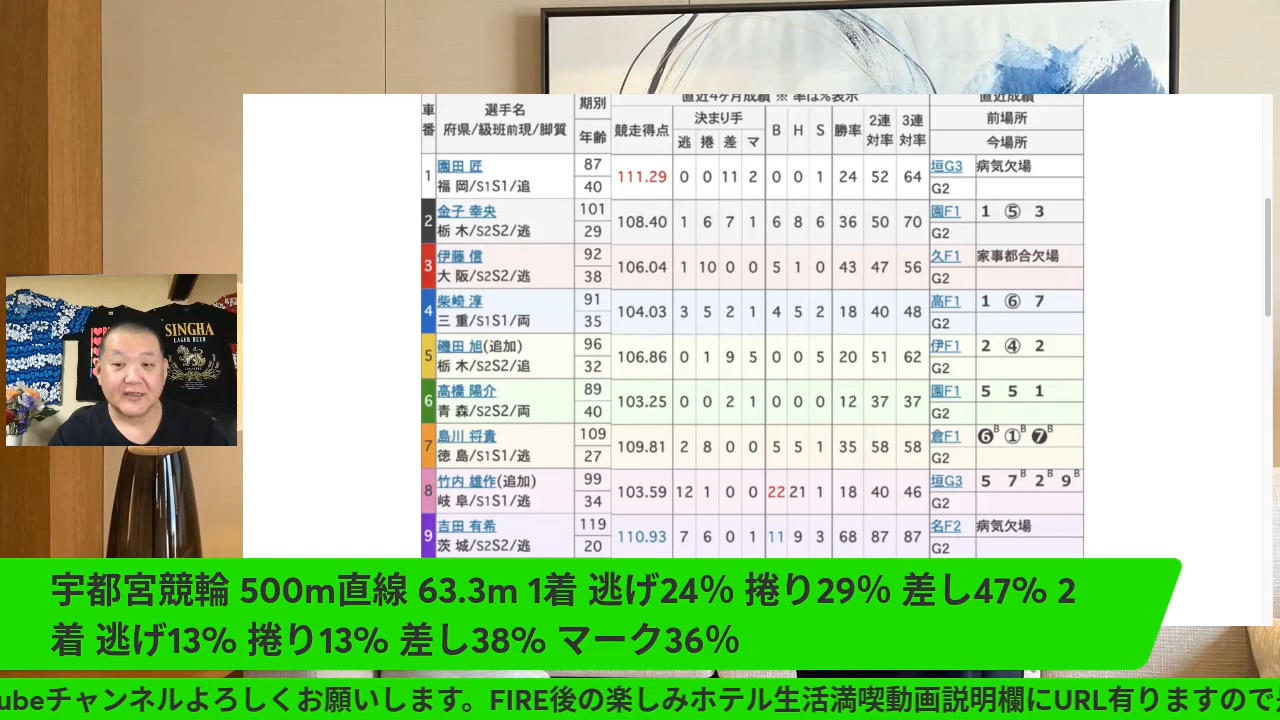 直近4ヶ月成績 ※ 率は%表示
直近成績
車番 選手名 府県/級班前現/脚質 期別 年齢 競走得点 決まり手 逃 捲 差 マ B H S 勝率 2連対率 3連対率 前場所 今場所
1 園田 匠 87 111.29 0 0 11 2 0 0 1 24 52 64 垣G3 病気欠場
福 岡/S1S1/追 40 G2
2 金子 幸央 101 108.40 1 6 7 1 6 8 6 36 50 70 園F1 1 ⑤ 3
栃 木/S2S2/逃 29 G2
3 伊藤 信 92 106.04 1 10 0 0 5 1 0 43 47 56 久F1 家事都合欠場
大 阪/S2S2/逃 38 G2
4 柴崎 淳 91 104.03 3 5 2 1 4 5 2 18 40 48 高F1 1 ⑥ 7
三 重/S1S1/両 35 G2
5 磯田 旭(追加) 96 106.86 0 1 9 5 0 0 5 20 51 62 伊F1 2 ④ 2
栃 木/S2S2/追 32 G2
6 高橋 陽介 89 103.25 0 0 2 1 0 0 0 12 37 37 園F1 5 5 1
青 森/S2S2/両 40 G2
7 島川 将貴 109 109.81 2 8 0 0 5 5 1 35 58 58 倉F1 ❻B ①B ❼B
徳 島/S1S1/逃 27 G2
8 竹内 雄作(追加) 99 103.59 12 1 0 0 22 21 1 18 40 46 垣G3 5 7B 2B 9B
岐 阜/S1S1/逃 34 G2
9 吉田 有希 119 110.93 7 6 0 1 11 9 3 68 87 87 名F2 病気欠場
茨 城/S2S2/逃 20 G2
SINGHA
LAGER BEER
宇都宮競輪 500m直線 63.3m 1着 逃げ24% 捲り29% 差し47% 2
着 逃げ13% 捲り13% 差し38% マーク36%
ubeチャンネルよろしくお願いします。FIRE後の楽しみホテル生活満喫動画説明欄にURL有りますので